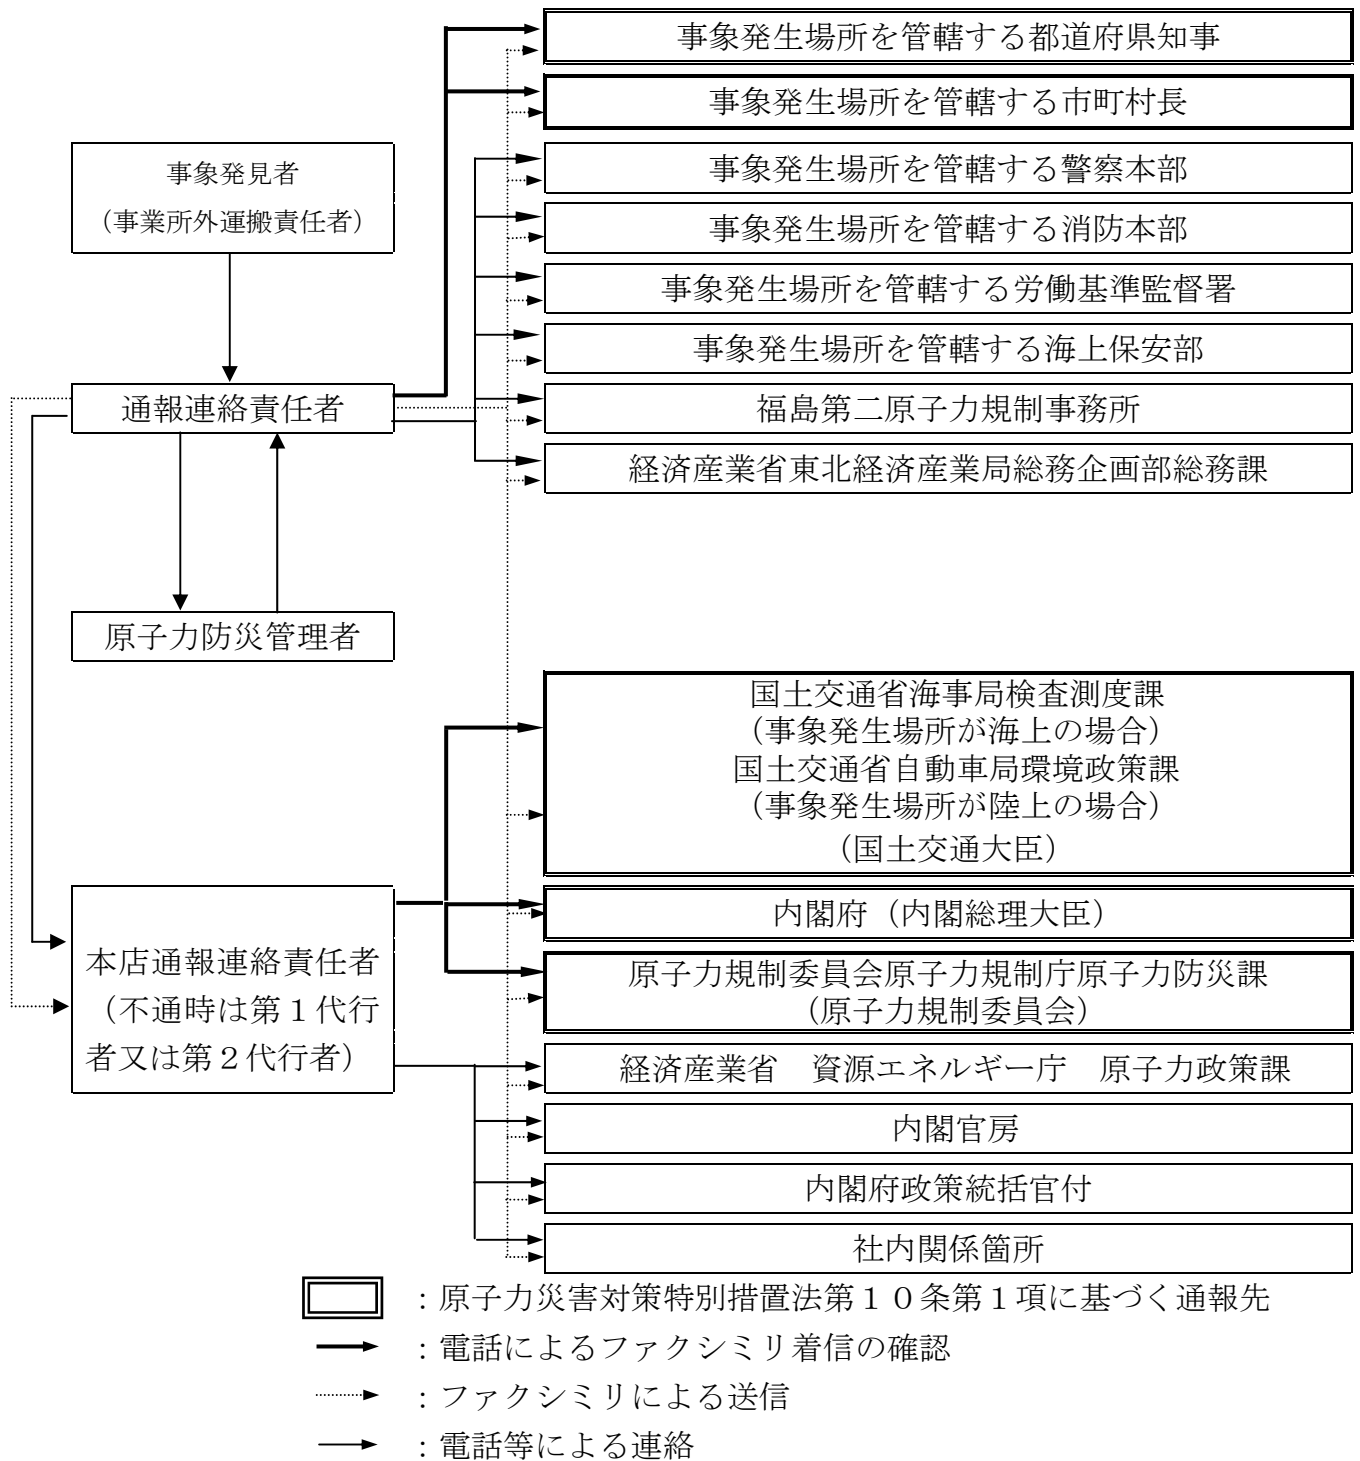 事象発生場所を管轄する都道府県知事
事象発生場所を管轄する市町村長
事象発見者
（事業所外運搬責任者）
事象発生場所を管轄する警察本部
事象発生場所を管轄する消防本部
事象発生場所を管轄する労働基準監督署
事象発生場所を管轄する海上保安部
通報連絡責任者
福島第二原子力規制事務所
経済産業省東北経済産業局総務企画部総務課
原子力防災管理者
国土交通省海事局検査測度課
（事象発生場所が海上の場合）
国土交通省自動車局環境政策課
（事象発生場所が陸上の場合）
（国土交通大臣）
本店通報連絡責任者
（不通時は第１代行
者又は第２代行者）
内閣府（内閣総理大臣）
原子力規制委員会原子力規制庁原子力防災課
（原子力規制委員会）
経済産業省　資源エネルギー庁　原子力政策課
内閣官房
内閣府政策統括官付
社内関係箇所
：原子力災害対策特別措置法第１０条第１項に基づく通報先
：電話によるファクシミリ着信の確認
：ファクシミリによる送信
：電話等による連絡